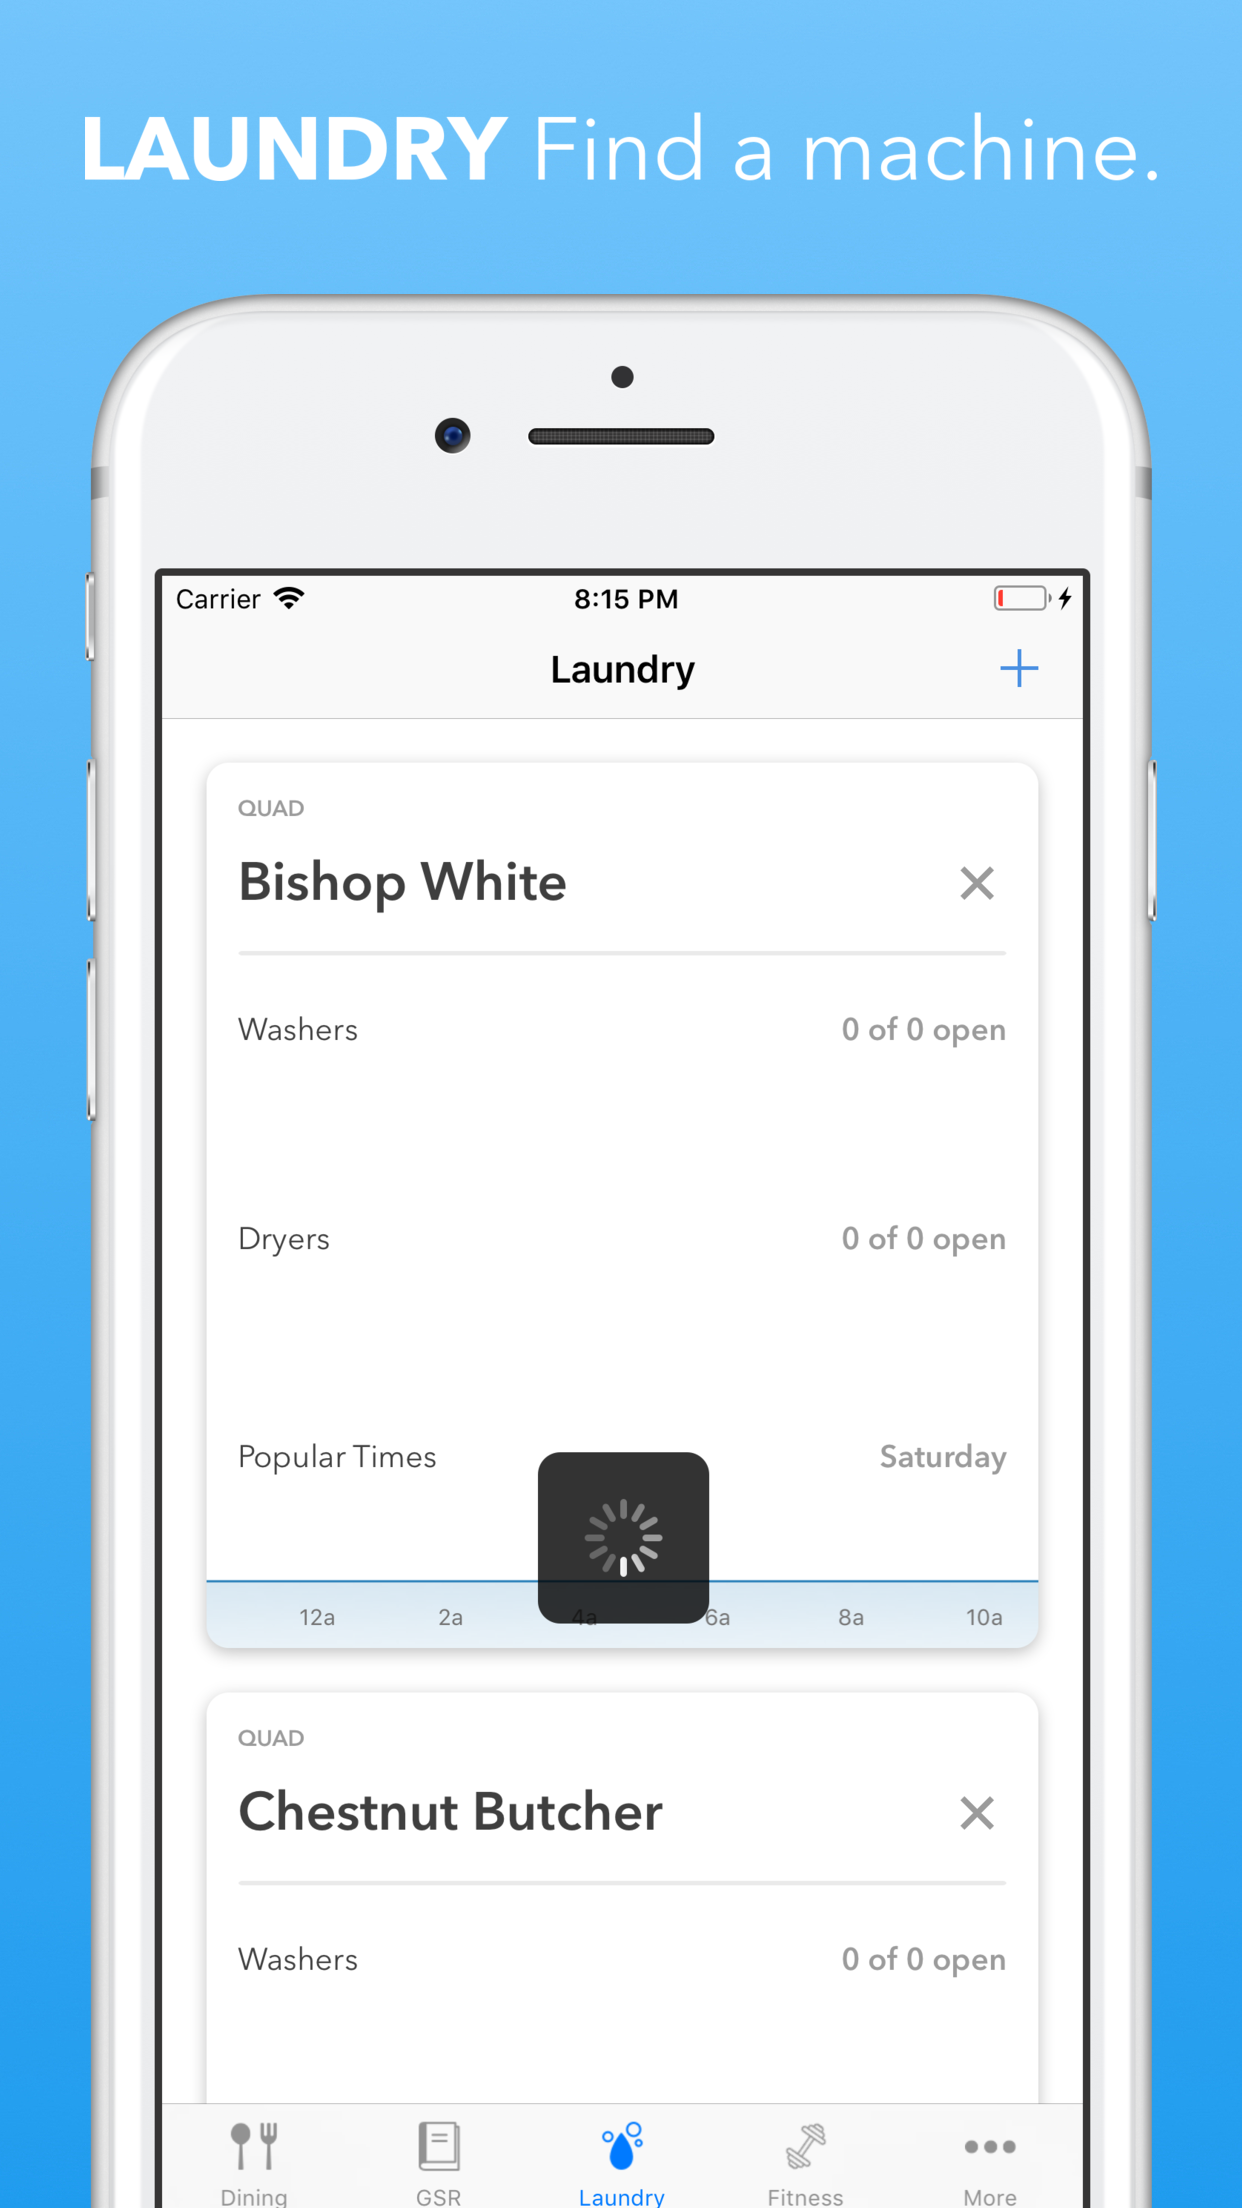 LAUNDRY Find a machine.
Carrier 8:15 PM
Laundry
QUAD
Bishop White
Washers 0 of 0 open
Dryers 0 of 0 open
Popular Times Saturday
12a 2a 4a 6a 8a 10a
QUAD
Chestnut Butcher
Washers 0 of 0 open
Dining GSR Laundry Fitness More